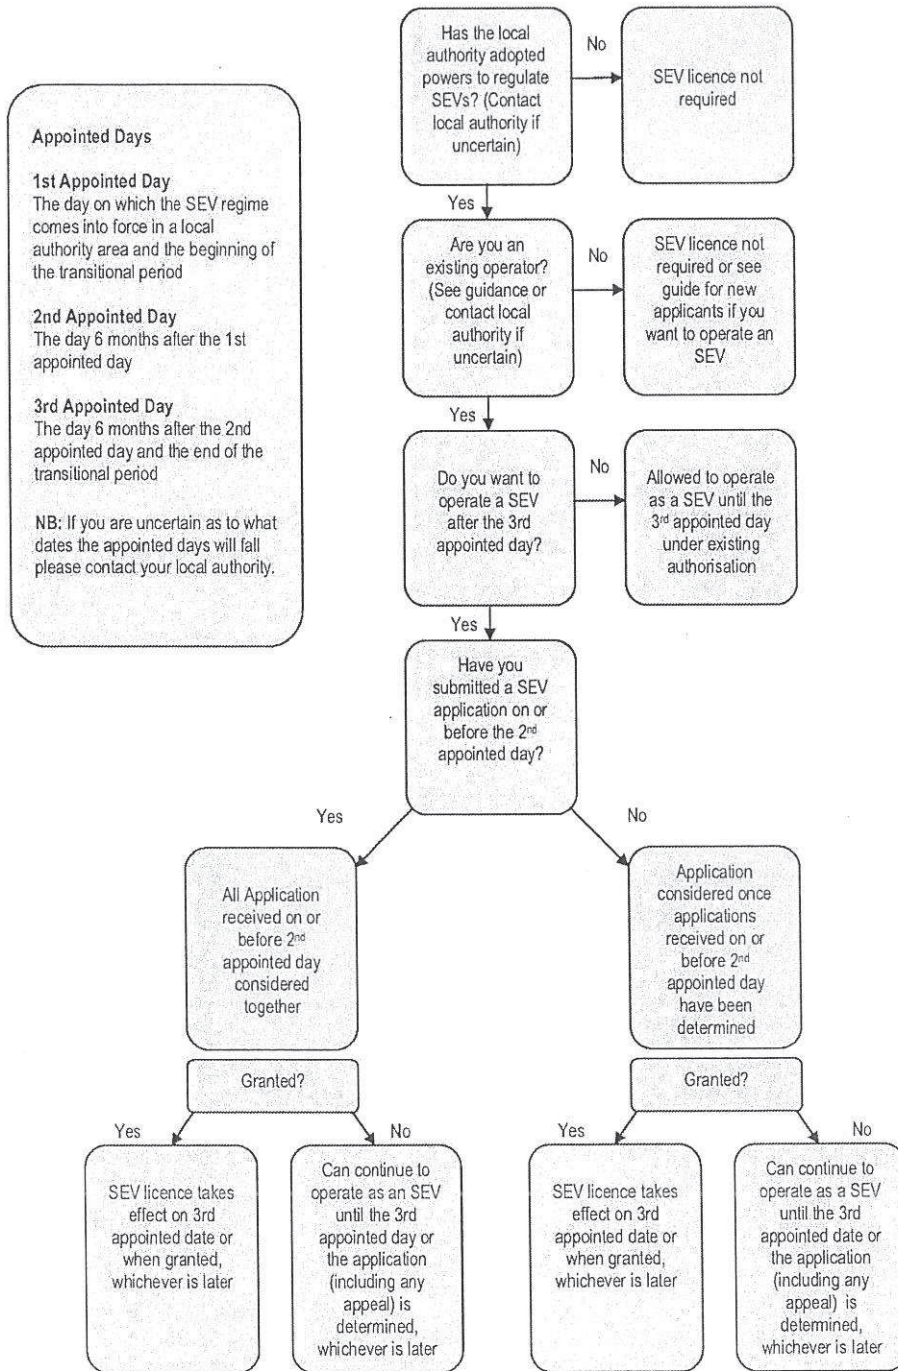 Appointed Days
1st Appointed Day
The day on which the SEV regime
comes into force in a local
authority area and the beginning of
the transitional period
2nd Appointed Day
The day 6 months after the 1st
appointed day
3rd Appointed Day
The day 6 months after the 2nd
appointed day and the end of the
transitional period
NB: If you are uncertain as to what
dates the appointed days will fall
please contact your local authority.
Has the local
authority adopted
powers to regulate
SEVs? (Contact
local authority if
uncertain)
No
SEV licence not
required
Yes
Are you an
existing operator?
(See guidance or
contact local
authority if
uncertain)
No
SEV licence not
required or see
guide for new
applicants if you
want to operate an
SEV
Yes
Do you want to
operate a SEV
after the 3rd
appointed day?
No
Allowed to operate
as a SEV until the
3rd appointed day
under existing
authorisation
Yes
Have you
submitted a SEV
application on or
before the 2nd
appointed day?
Yes
No
All Application
received on or
before 2nd
appointed day
considered
together
Application
considered once
applications
received on or
before 2nd
appointed day
have been
determined
Granted?
Granted?
Yes
No
Yes
No
SEV licence takes
effect on 3rd
appointed date or
when granted,
whichever is later
Can continue to
operate as an SEV
until the 3rd
appointed day or
the application
(including any
appeal) is
determined,
whichever is later
SEV licence takes
effect on 3rd
appointed date or
when granted,
whichever is later
Can continue to
operate as a SEV
until the 3rd
appointed date or
the application
(including any
appeal) is
determined,
whichever is later